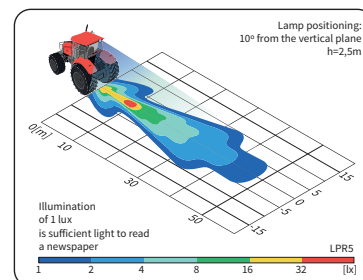 Lamp positioning:
10º from the vertical plane
h=2,5m
0[m]
10
30
50
15
5
0
-5
-15
Illumination
of 1 lux
is sufficient light to read
a newspaper
LPR5
1 2 4 8 16 32 [lx]